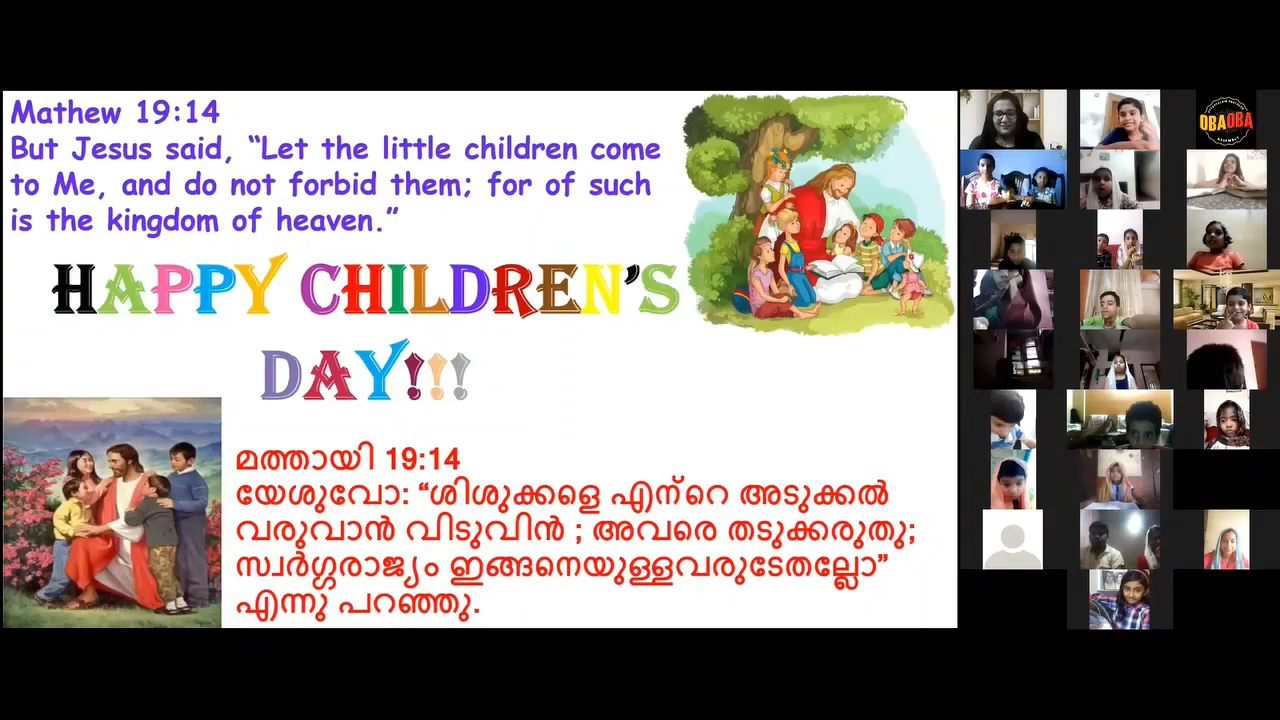 Mathew 19:14
But Jesus said, “Let the little children come
to Me, and do not forbid them; for of such
is the kingdom of heaven.”
HAPPY CHILDREN’S
DAY!!!
മത്തായി 19:14
യേശുവോ: “ശിശുക്കളെ എന്റെ അടുക്കൽ
വരുവാൻ വിടുവിൻ ; അവരെ തടുക്കരുതു;
സ്വർഗ്ഗരാജ്യം ഇങ്ങനെയുള്ളവരുടേതല്ലോ”
എന്നു പറഞ്ഞു.
OBAOBA